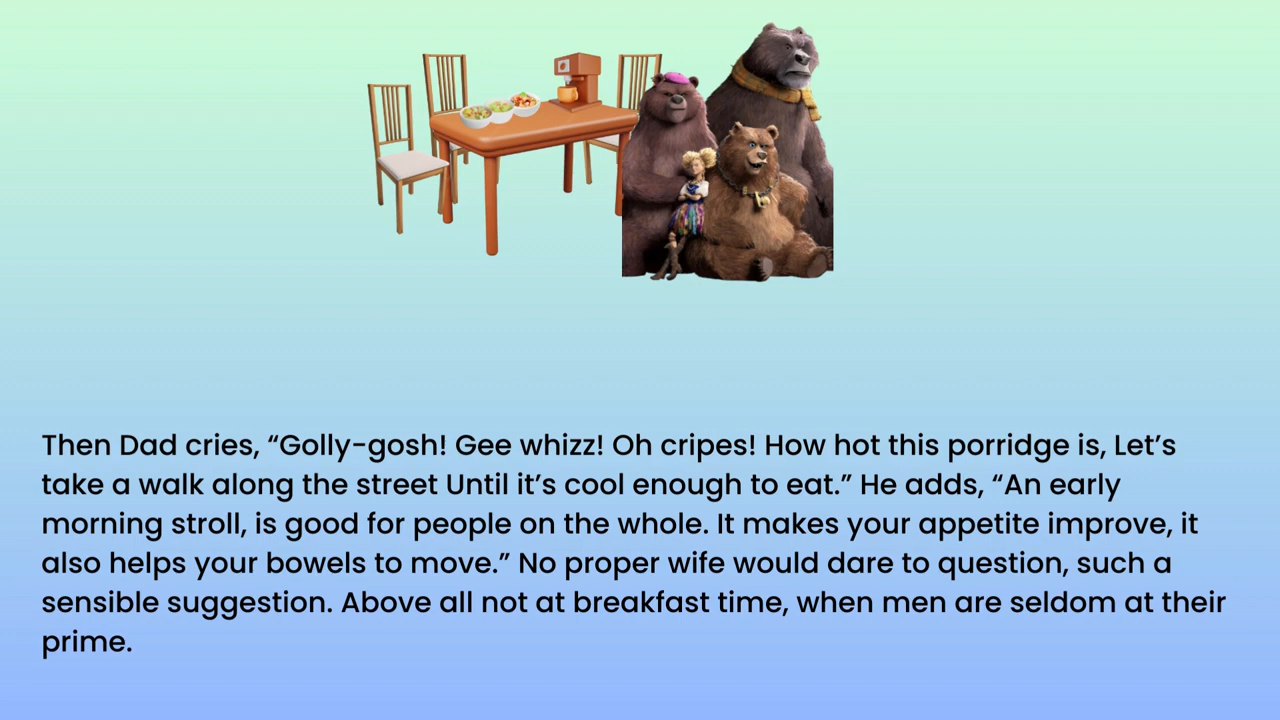 Then Dad cries, “Golly-gosh! Gee whizz! Oh cripes! How hot this porridge is, Let’s
take a walk along the street Until it’s cool enough to eat.” He adds, “An early
morning stroll, is good for people on the whole. It makes your appetite improve, it
also helps your bowels to move.” No proper wife would dare to question, such a
sensible suggestion. Above all not at breakfast time, when men are seldom at their
prime.